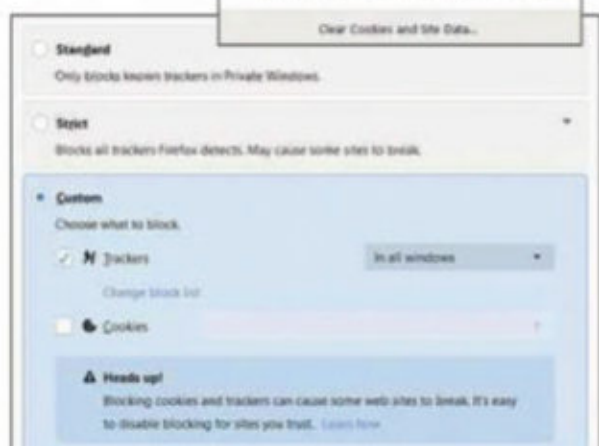 Clear Cookies and Site Data...
Standard
Only blocks known trackers in Private Windows.
Strict
Blocks all trackers Firefox detects. May cause some sites to break.
Custom
Choose what to block.
Trackers
In all windows
Change block list
Cookies
Heads up!
Blocking cookies and trackers can cause some web sites to break. It's easy
to disable blocking for sites you trust. Learn how